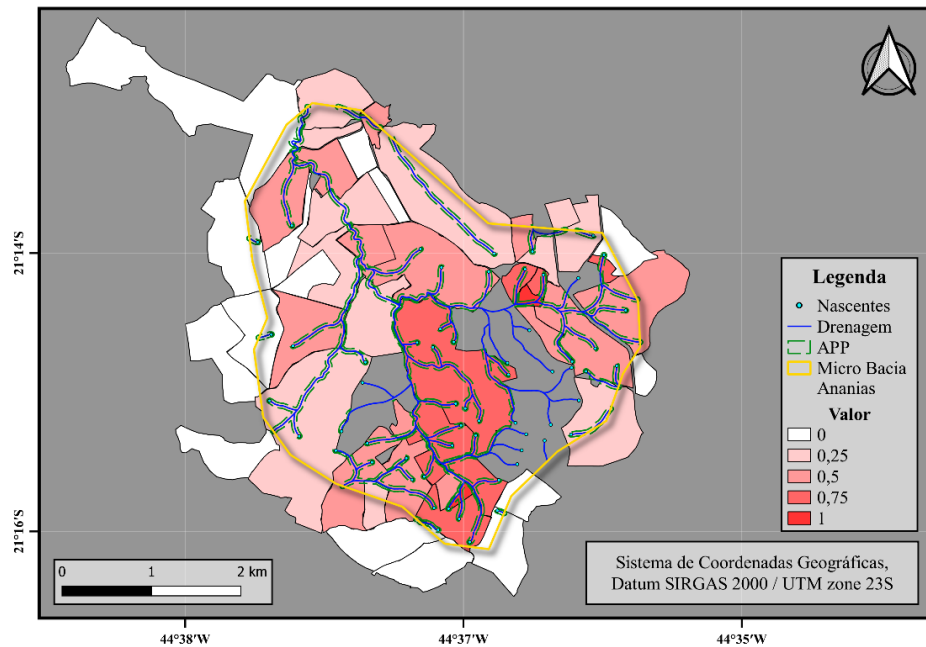 21°14'S
21°16'S
Legenda
Nascentes
Drenagem
APP
Micro Bacia
Ananias
Valor
0
0,25
0,5
0,75
1
0 1 2 km
Sistema de Coordenadas Geográficas,
Datum SIRGAS 2000 / UTM zone 23S
44°38'W 44°37'W 44°35'W